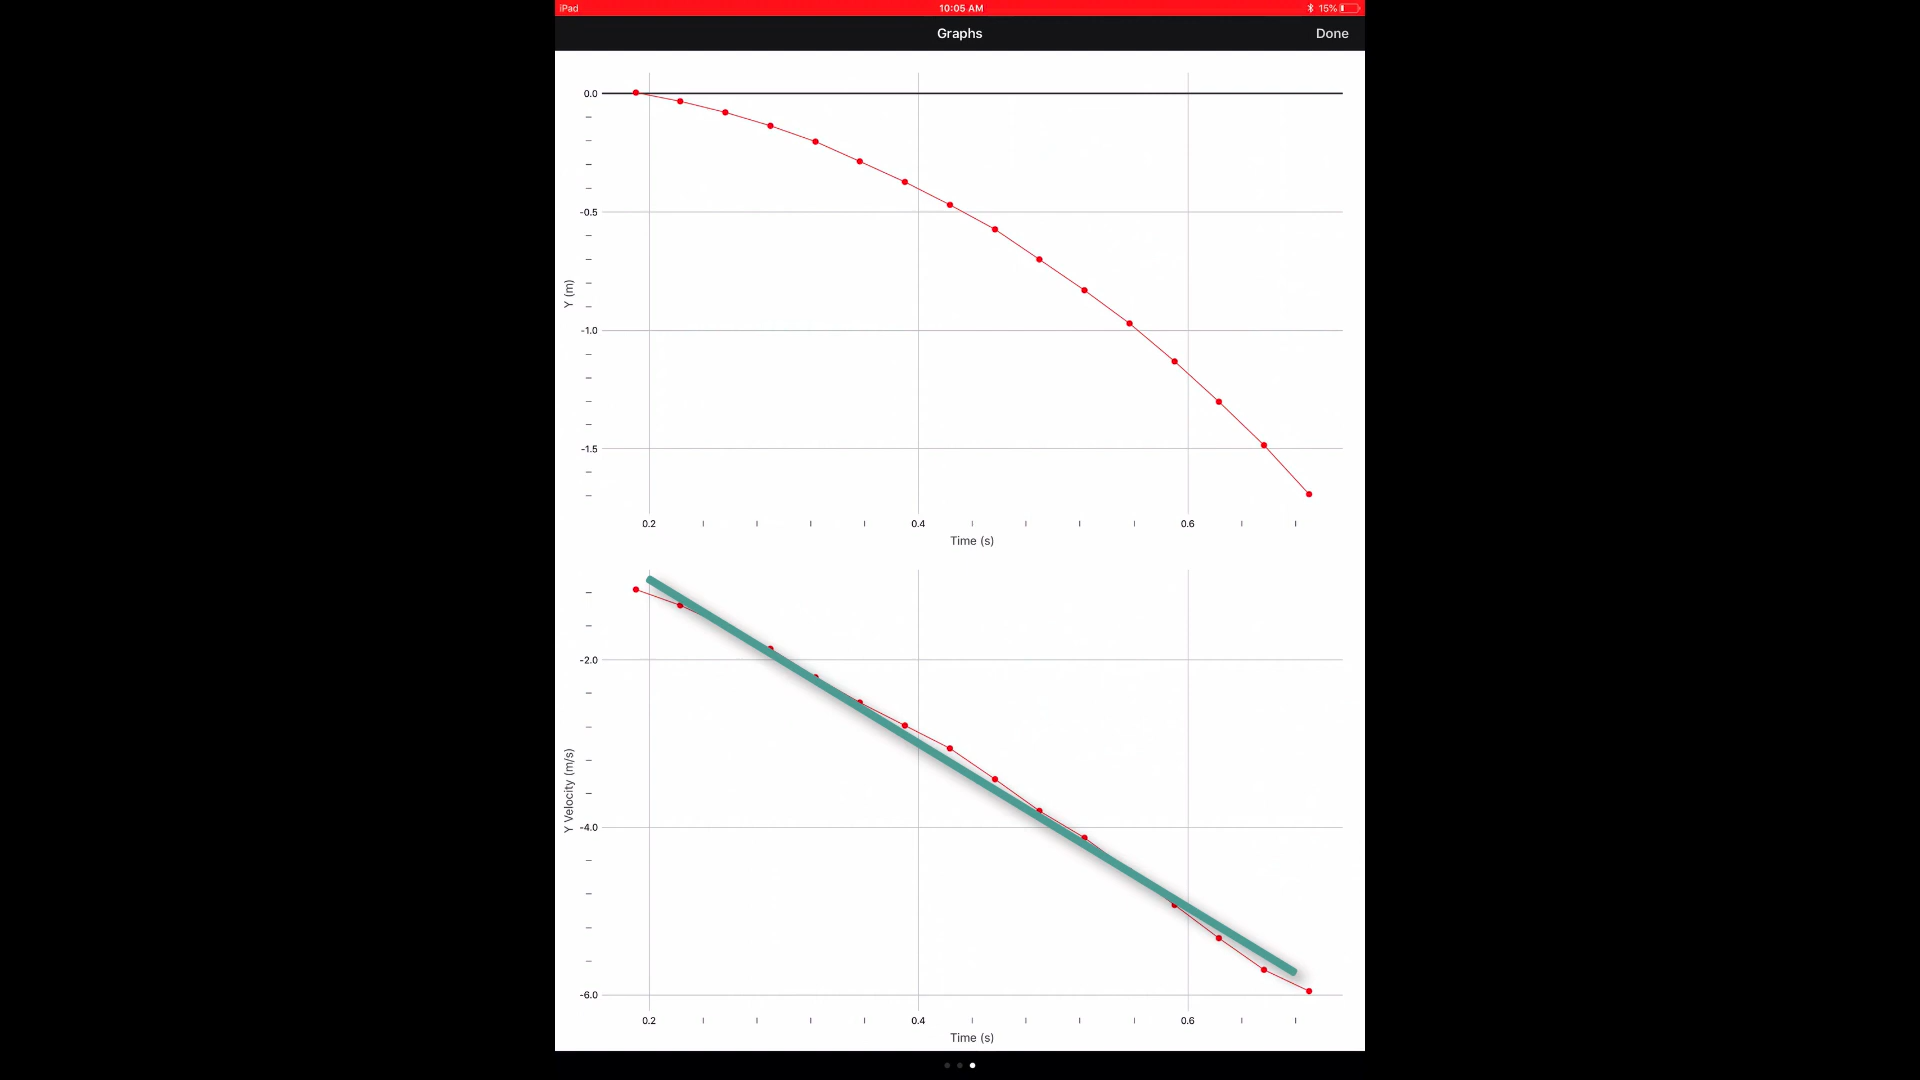 iPad 10:05 AM 15%
Graphs Done
0.0
-0.5
Y (m)
-1.0
-1.5
0.2 0.4 0.6
Time (s)
-2.0
Y Velocity (m/s)
-4.0
-6.0
0.2 0.4 0.6
Time (s)